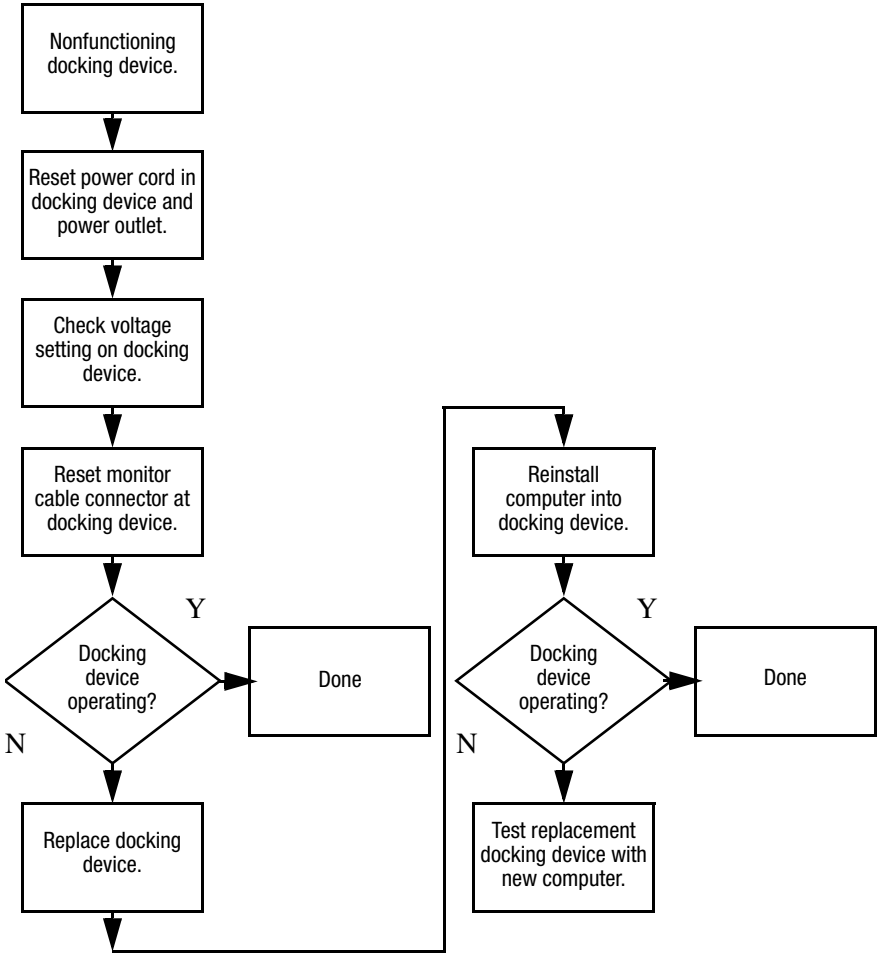 Nonfunctioning
docking device.
Reset power cord in
docking device and
power outlet.
Check voltage
setting on docking
device.
Reset monitor
cable connector at
docking device.
Docking
device
operating?
Y
Done
N
Replace docking
device.
Reinstall
computer into
docking device.
Docking
device
operating?
Y
Done
N
Test replacement
docking device with
new computer.